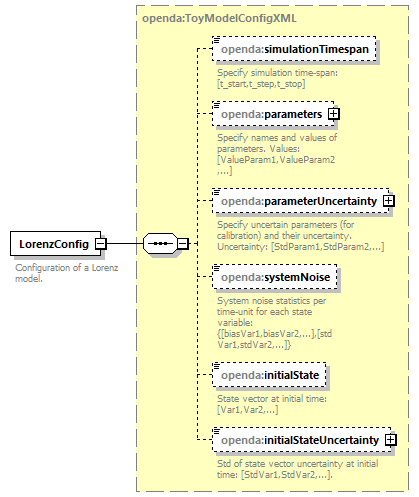 openda:ToyModelConfigXML
openda:simulationTimespan
Specify simulation time-span:
[t_start,t_step,t_stop]
openda:parameters
Specify names and values of
parameters. Values:
[ValueParam1,ValueParam2
,...]
openda:parameterUncertainty
Specify uncertain parameters (for
calibration) and their uncertainty.
Uncertainty: [StdParam1,StdParam2,...]
LorenzConfig
Configuration of a Lorenz
model.
openda:systemNoise
System noise statistics per
time-unit for each state
variable:
{[biasVar1,biasVar2,...],[std
Var1,stdVar2,...]}
openda:initialState
State vector at initial time:
[Var1,Var2,...]
openda:initialStateUncertainty
Std of state vector uncertainty at initial
time: [StdVar1,StdVar2,...].